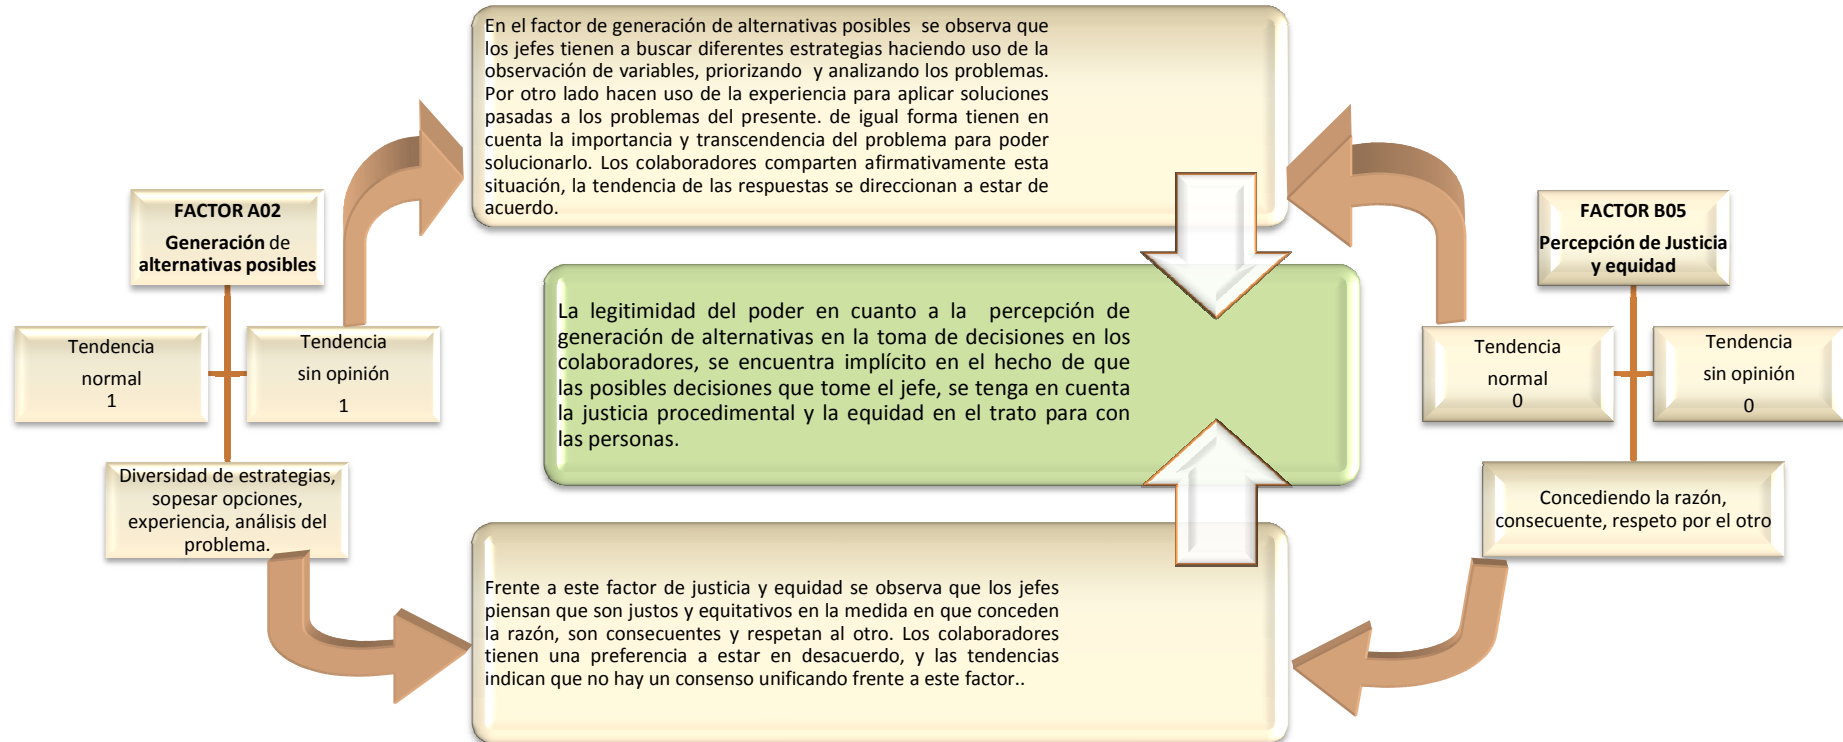 En el factor de generación de alternativas posibles se observa que
los jefes tienen a buscar diferentes estrategias haciendo uso de la
observación de variables, priorizando y analizando los problemas.
Por otro lado hacen uso de la experiencia para aplicar soluciones
pasadas a los problemas del presente. de igual forma tienen en
cuenta la importancia y transcendencia del problema para poder
solucionarlo. Los colaboradores comparten afirmativamente esta
situación, la tendencia de las respuestas se direccionan a estar de
acuerdo.
FACTOR A02
Generación de
alternativas posibles
Tendencia
normal
1
Tendencia
sin opinión
1
Diversidad de estrategias,
sopesar opciones,
experiencia, análisis del
problema.
La legitimidad del poder en cuanto a la percepción de
generación de alternativas en la toma de decisiones en los
colaboradores, se encuentra implícito en el hecho de que
las posibles decisiones que tome el jefe, se tenga en cuenta
la justicia procedimental y la equidad en el trato para con
las personas.
FACTOR B05
Percepción de Justicia
y equidad
Tendencia
normal
0
Tendencia
sin opinión
0
Concediendo la razón,
consecuente, respeto por el otro
Frente a este factor de justicia y equidad se observa que los jefes
piensan que son justos y equitativos en la medida en que conceden
la razón, son consecuentes y respetan al otro. Los colaboradores
tienen una preferencia a estar en desacuerdo, y las tendencias
indican que no hay un consenso unificando frente a este factor..